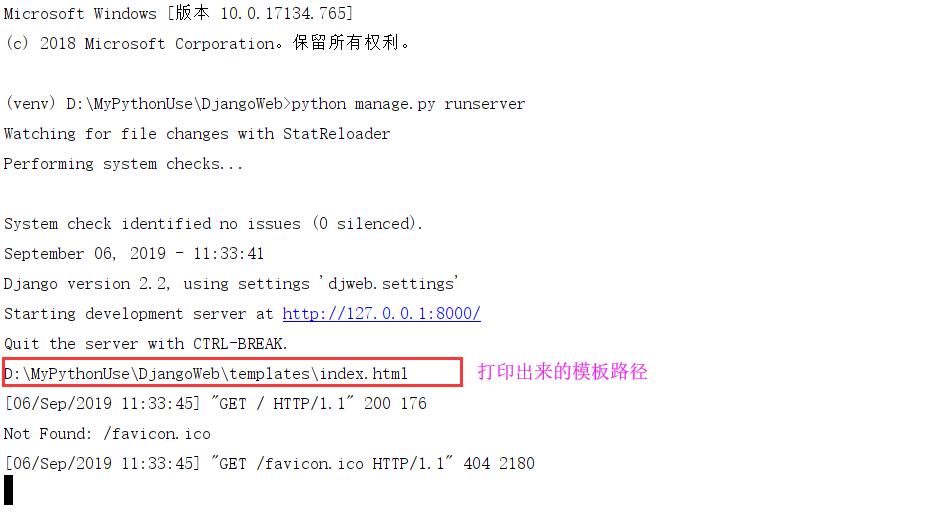 Microsoft Windows [版本 10.0.17134.765]
(c) 2018 Microsoft Corporation。保留所有权利。
(venv) D:\MyPythonUse\DjangoWeb>python manage.py runserver
Watching for file changes with StatReloader
Performing system checks...
System check identified no issues (0 silenced).
September 06, 2019 - 11:33:41
Django version 2.2, using settings 'djweb.settings'
Starting development server at http://127.0.0.1:8000/
Quit the server with CTRL-BREAK.
D:\MyPythonUse\DjangoWeb\templates\index.html 打印出来的模板路径
[06/Sep/2019 11:33:45] "GET / HTTP/1.1" 200 176
Not Found: /favicon.ico
[06/Sep/2019 11:33:45] "GET /favicon.ico HTTP/1.1" 404 2180